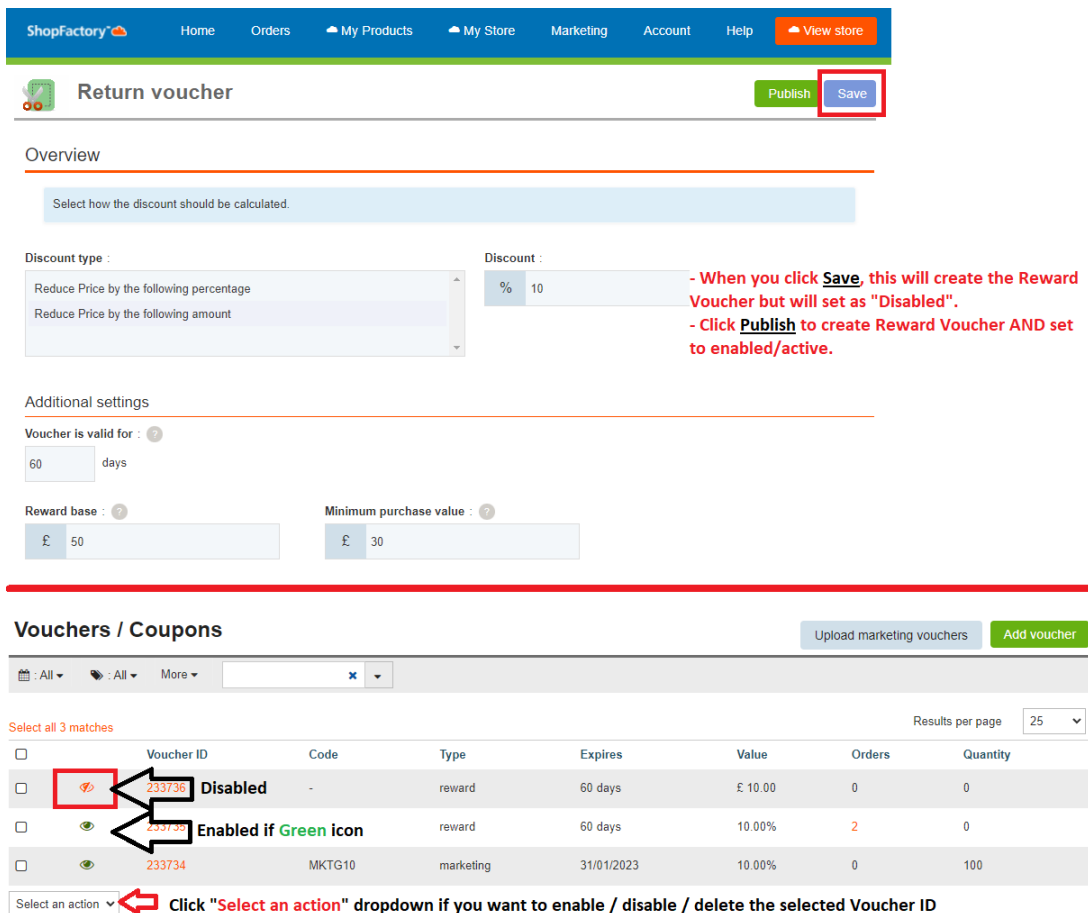 ShopFactory™ Home Orders My Products My Store Marketing Account Help View store
Return voucher Publish Save
Overview
Select how the discount should be calculated.
Discount type : Discount :
Reduce Price by the following percentage % 10
Reduce Price by the following amount
- When you click Save, this will create the Reward
Voucher but will set as "Disabled".
- Click Publish to create Reward Voucher AND set
to enabled/active.
Additional settings
Voucher is valid for : ?
60 days
Reward base : ? Minimum purchase value : ?
£ 50 £ 30
Vouchers / Coupons Upload marketing vouchers Add voucher
: All : All More × 
Select all 3 matches Results per page 25
Voucher ID Code Type Expires Value Orders Quantity
233736 Disabled - reward 60 days £ 10.00 0 0
233735 Enabled if Green icon reward 60 days 10.00% 2 0
233734 MKTG10 marketing 31/01/2023 10.00% 0 100
Select an action Click "Select an action" dropdown if you want to enable / disable / delete the selected Voucher ID